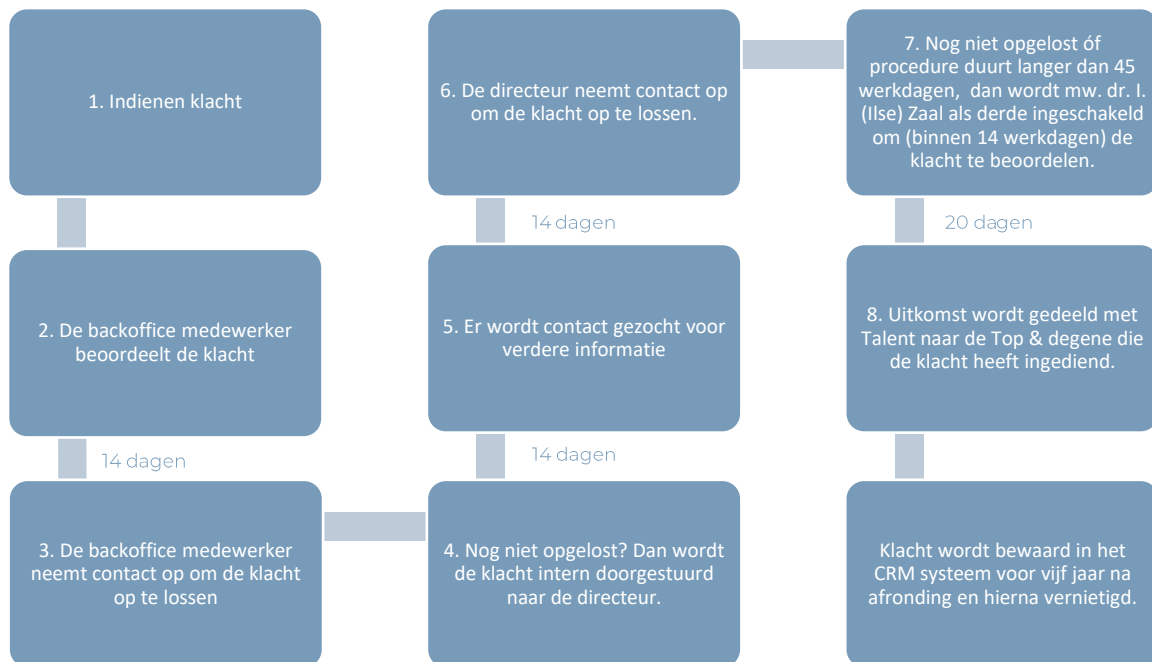 1. Indienen klacht
2. De backoffice medewerker
beoordeelt de klacht
14 dagen
3. De backoffice medewerker
neemt contact op om de klacht
op te lossen
4. Nog niet opgelost? Dan wordt
de klacht intern doorgestuurd
naar de directeur.
14 dagen
5. Er wordt contact gezocht voor
verdere informatie
14 dagen
6. De directeur neemt contact op
om de klacht op te lossen.
7. Nog niet opgelost óf
procedure duurt langer dan 45
werkdagen, dan wordt mw. dr. I.
(Ilse) Zaal als derde ingeschakeld
om (binnen 14 werkdagen) de
klacht te beoordelen.
20 dagen
8. Uitkomst wordt gedeeld met
Talent naar de Top & degene die
de klacht heeft ingediend.
Klacht wordt bewaard in het
CRM systeem voor vijf jaar na
afronding en hierna vernietigd.